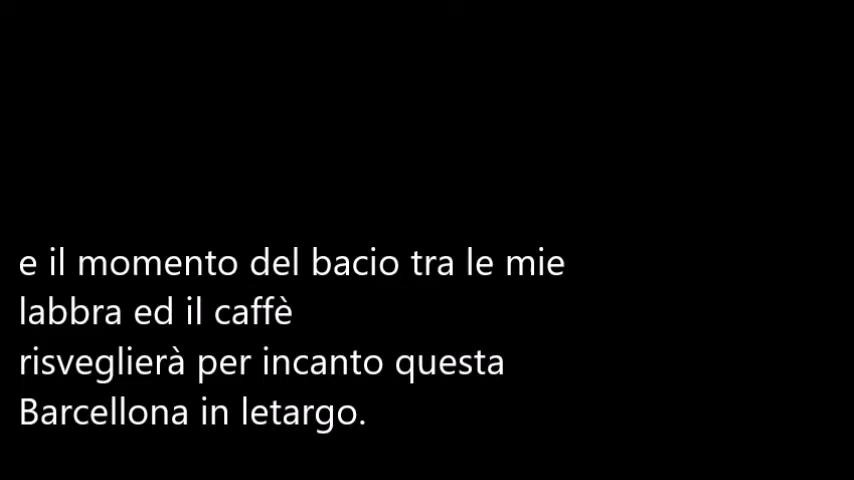 e il momento del bacio tra le mie
labbra ed il caffè
risveglierà per incanto questa
Barcellona in letargo.